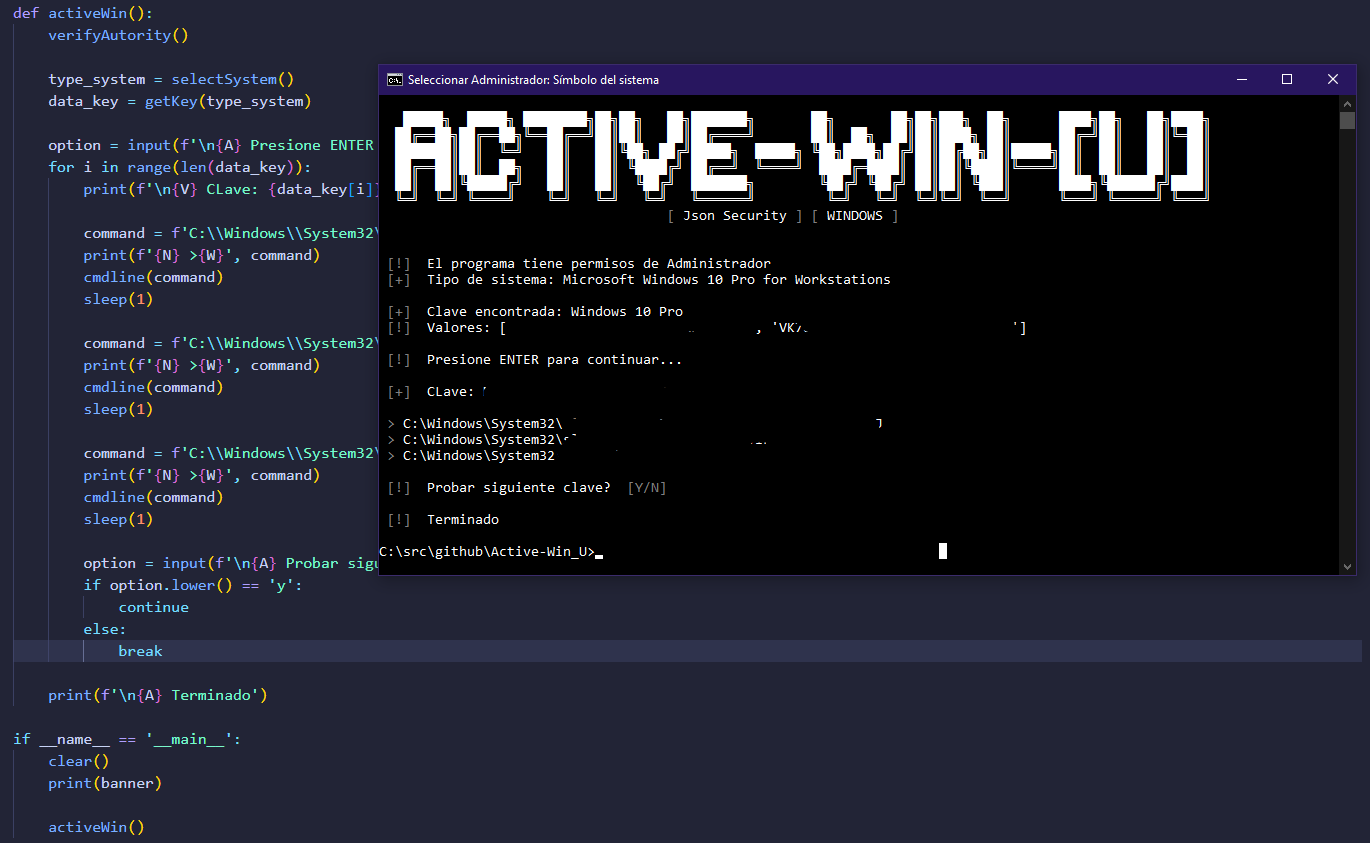 def activeWin():
verifyAutority()
type_system = selectSystem()
data_key = getKey(type_system)
option = input(f'\n{A} Presione ENTER
for i in range(len(data_key)):
print(f'\n{V} CLave: {data_key[i]}
command = f'C:\\Windows\\System32\
print(f'{N} >{W}', command)
cmdline(command)
sleep(1)
command = f'C:\\Windows\\System32\
print(f'{N} >{W}', command)
cmdline(command)
sleep(1)
command = f'C:\\Windows\\System32\
print(f'{N} >{W}', command)
cmdline(command)
sleep(1)
option = input(f'\n{A} Probar sigu
if option.lower() == 'y':
continue
else:
break
print(f'\n{A} Terminado')
if __name__ == '__main__':
clear()
print(banner)
activeWin()
Seleccionar Administrador: Símbolo del sistema
ACTIVE-WIN-[U]
[ Json Security ] [ WINDOWS ]
[!] El programa tiene permisos de Administrador
[+] Tipo de sistema: Microsoft Windows 10 Pro for Workstations
[+] Clave encontrada: Windows 10 Pro
[!] Valores: [ , 'VK7 ']
[!] Presione ENTER para continuar...
[+] CLave:
> C:\Windows\System32\
> C:\Windows\System32\
> C:\Windows\System32
[!] Probar siguiente clave? [Y/N]
[!] Terminado
C:\src\github\Active-Win_U>